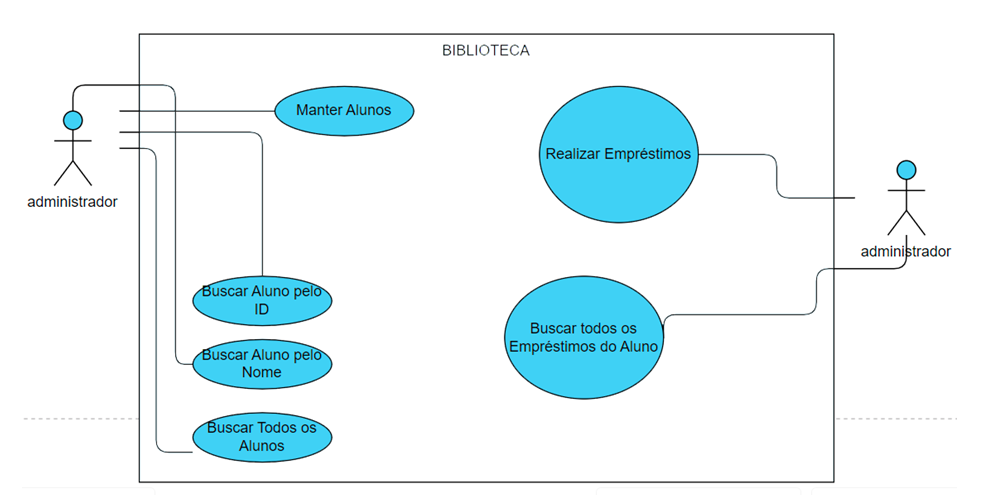 BIBLIOTECA
Manter Alunos
Realizar Empréstimos
administrador
administrador
Buscar Aluno pelo
ID
Buscar todos os
Empréstimos do Aluno
Buscar Aluno pelo
Nome
Buscar Todos os
Alunos